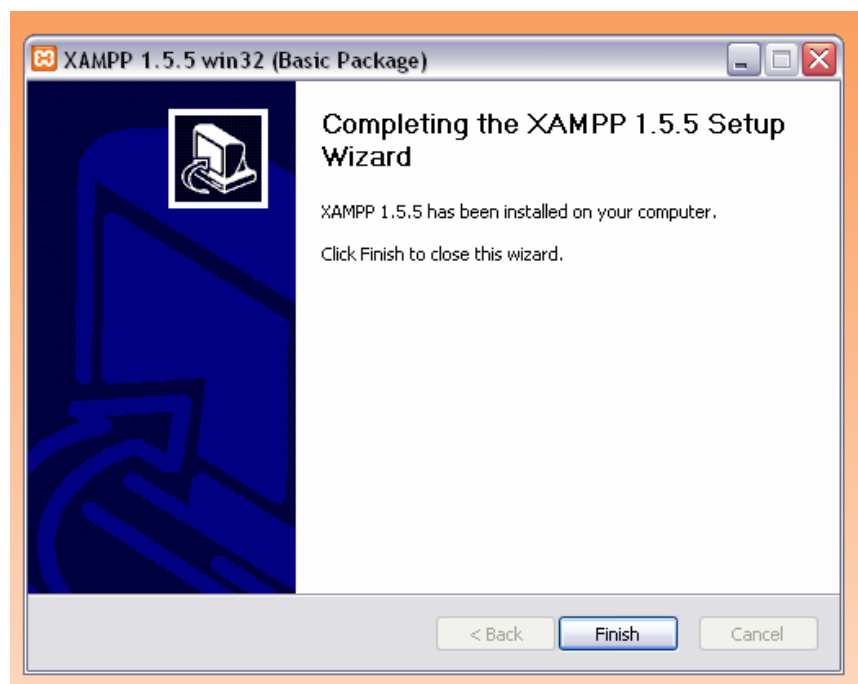 XAMPP 1.5.5 win32 (Basic Package)
Completing the XAMPP 1.5.5 Setup
Wizard
XAMPP 1.5.5 has been installed on your computer.
Click Finish to close this wizard.
< Back
Finish
Cancel